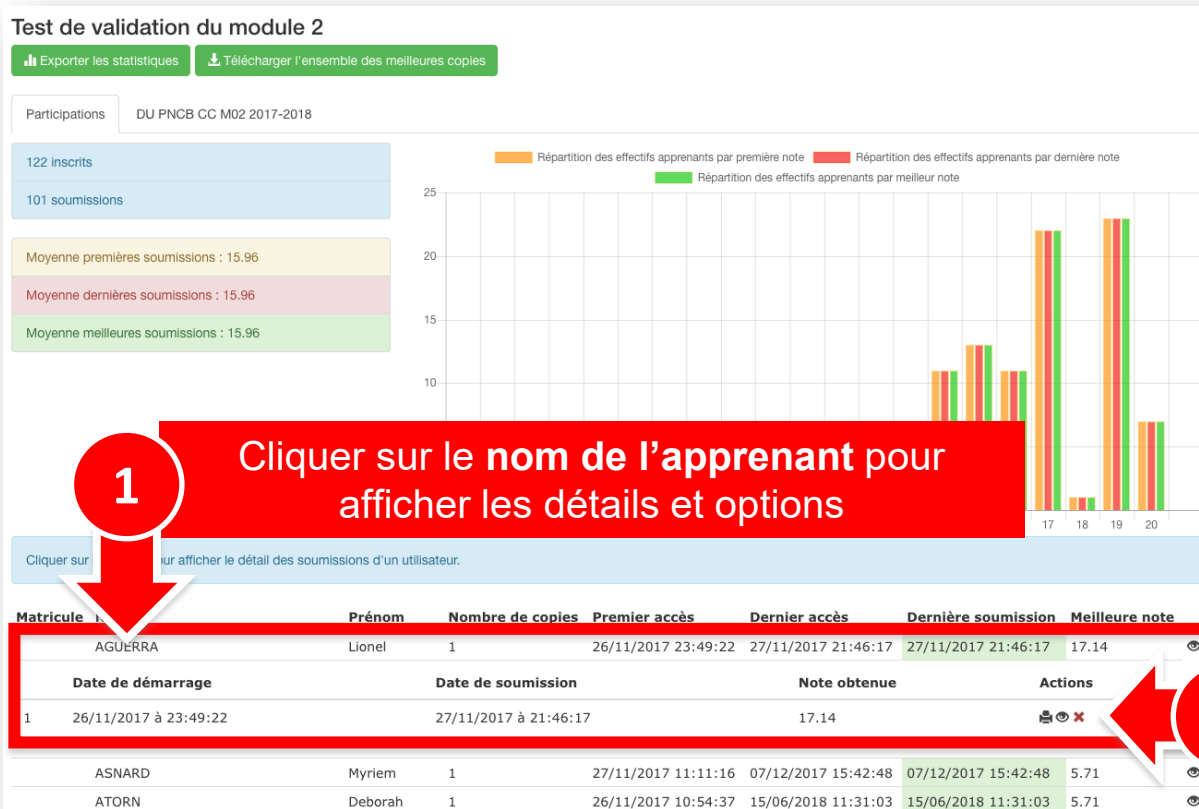 Test de validation du module 2
Exporter les statistiques Télécharger l'ensemble des meilleures copies
Participations DU PNCB CC M02 2017-2018
122 inscrits
101 soumissions
Moyenne premières soumissions : 15.96
Moyenne dernières soumissions : 15.96
Moyenne meilleures soumissions : 15.96
Répartition des effectifs apprenants par première note Répartition des effectifs apprenants par dernière note
Répartition des effectifs apprenants par meilleur note
25
20
15
10
17 18 19 20
1
Cliquer sur le nom de l’apprenant pour
afficher les détails et options
Cliquer sur ur afficher le détail des soumissions d'un utilisateur.
Matricule Prénom Nombre de copies Premier accès Dernier accès Dernière soumission Meilleure note
AGUERRA Lionel 1 26/11/2017 23:49:22 27/11/2017 21:46:17 27/11/2017 21:46:17 17.14
Date de démarrage Date de soumission Note obtenue Actions
1 26/11/2017 à 23:49:22 27/11/2017 à 21:46:17 17.14
ASNARD Myriem 1 27/11/2017 11:11:16 07/12/2017 15:42:48 07/12/2017 15:42:48 5.71
ATORN Deborah 1 26/11/2017 10:54:37 15/06/2018 11:31:03 15/06/2018 11:31:03 5.71